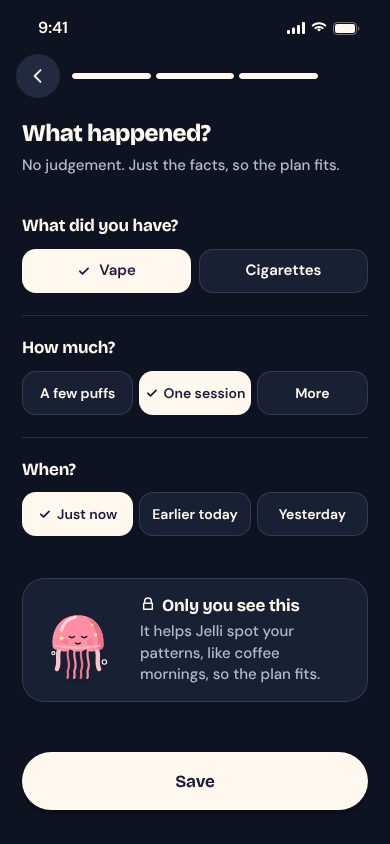 9:41
What happened?
No judgement. Just the facts, so the plan fits.
What did you have?
Vape
Cigarettes
How much?
A few puffs
One session
More
When?
Just now
Earlier today
Yesterday
Only you see this
It helps Jelli spot your
patterns, like coffee
mornings, so the plan fits.
Save